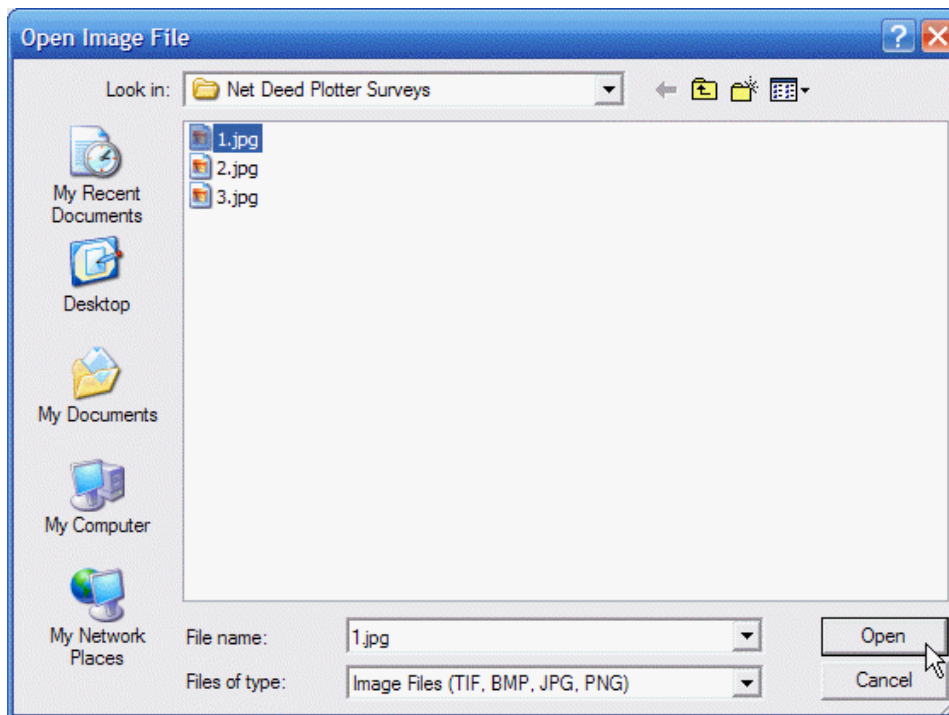 Open Image File
?
Look in: Net Deed Plotter Surveys
1.jpg
2.jpg
3.jpg
My Recent
Documents
Desktop
My Documents
My Computer
My Network
Places
File name: 1.jpg Open
Files of type: Image Files (TIF, BMP, JPG, PNG) Cancel